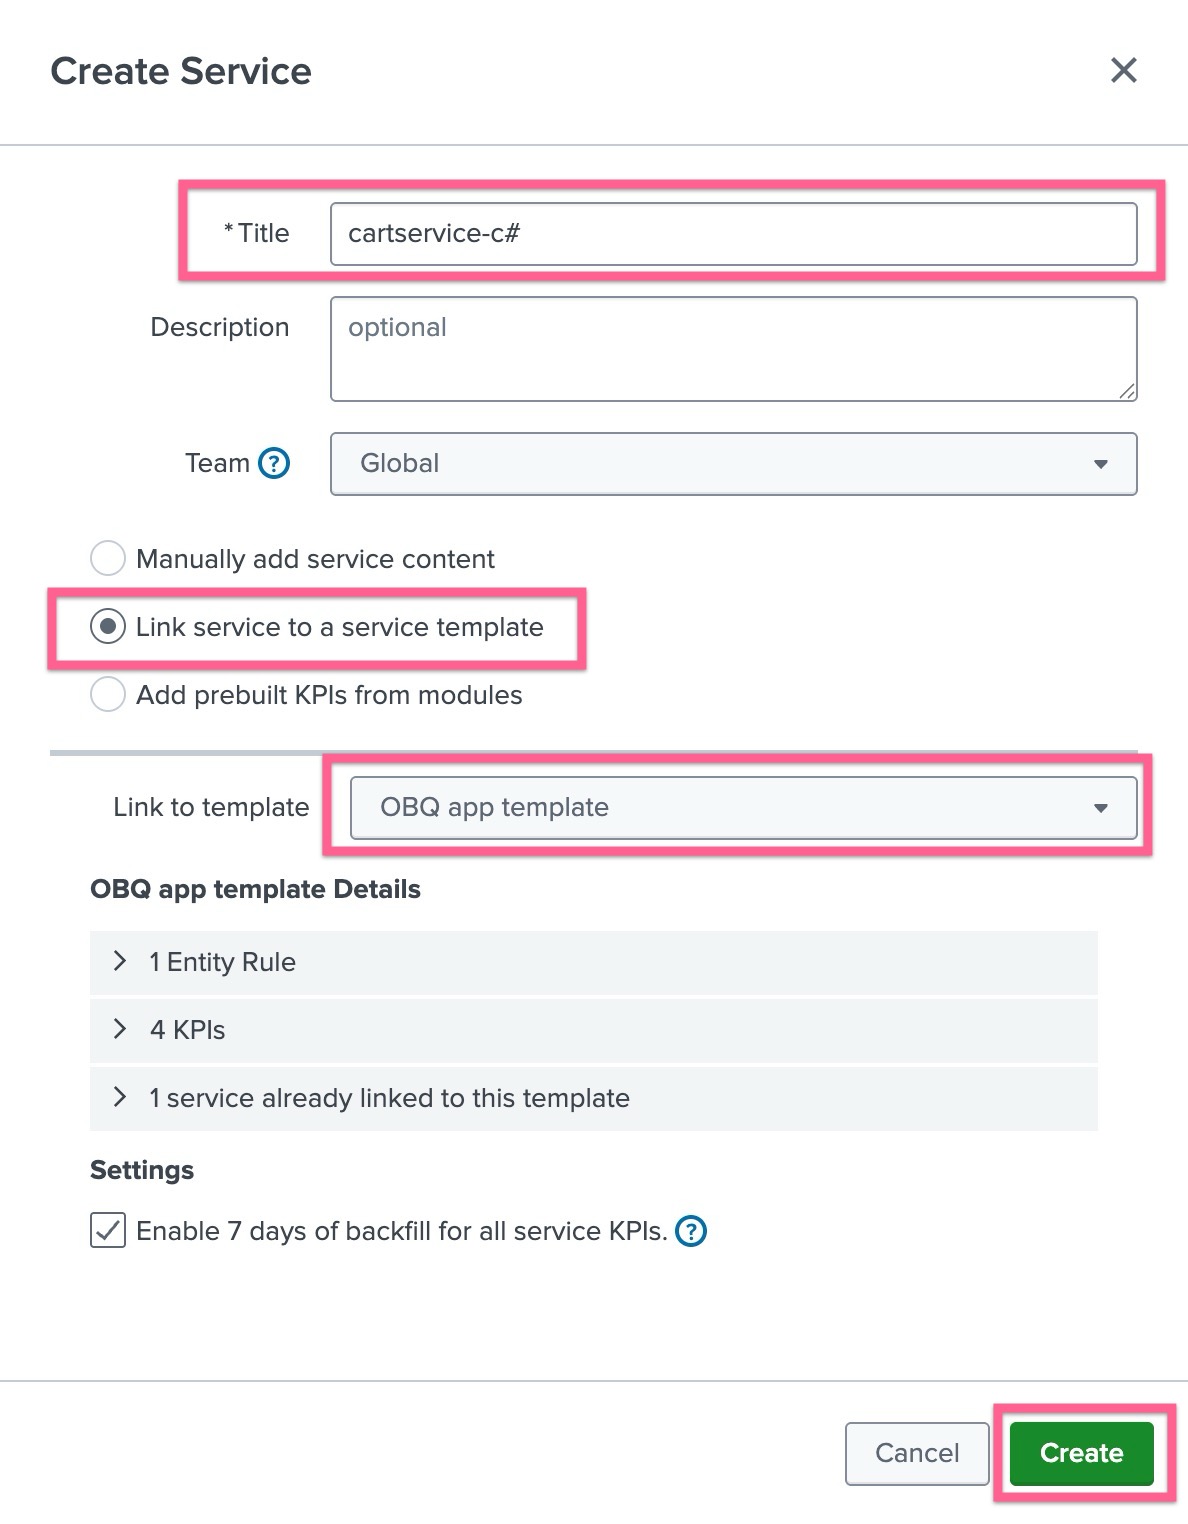 Create Service
* Title cartservice-c#
Description optional
Team ? Global
Manually add service content
Link service to a service template
Add prebuilt KPIs from modules
Link to template OBQ app template
OBQ app template Details
1 Entity Rule
4 KPIs
1 service already linked to this template
Settings
Enable 7 days of backfill for all service KPIs. ?
Cancel Create